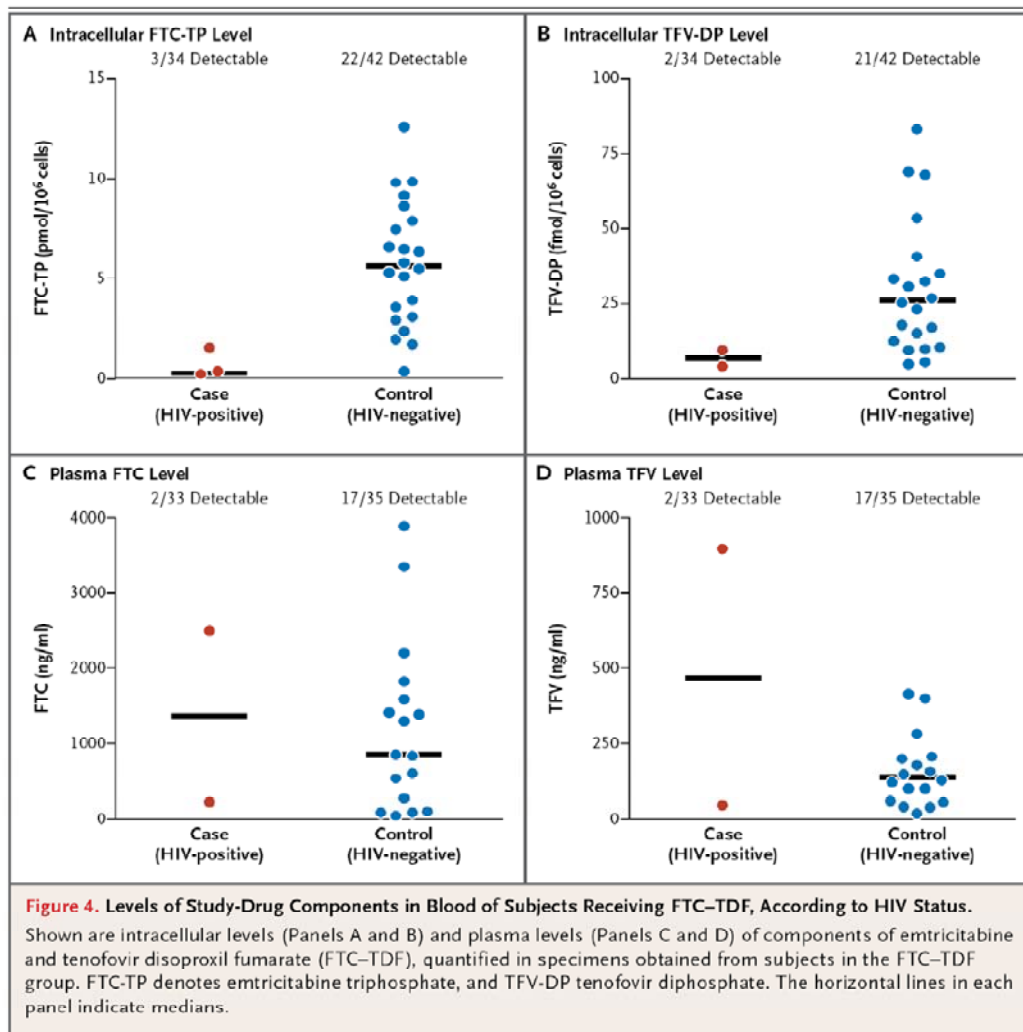 A Intracellular FTC-TP Level
3/34 Detectable 22/42 Detectable
15
10
5
0
FTC-TP (pmol/10⁶ cells)
Case
(HIV-positive)
Control
(HIV-negative)
B Intracellular TFV-DP Level
2/34 Detectable 21/42 Detectable
100
75
50
25
0
TFV-DP (fmol/10⁶ cells)
Case
(HIV-positive)
Control
(HIV-negative)
C Plasma FTC Level
2/33 Detectable 17/35 Detectable
4000
3000
2000
1000
0
FTC (ng/ml)
Case
(HIV-positive)
Control
(HIV-negative)
D Plasma TFV Level
2/33 Detectable 17/35 Detectable
1000
750
500
250
0
TFV (ng/ml)
Case
(HIV-positive)
Control
(HIV-negative)
Figure 4. Levels of Study-Drug Components in Blood of Subjects Receiving FTC–TDF, According to HIV Status.
Shown are intracellular levels (Panels A and B) and plasma levels (Panels C and D) of components of emtricitabine
and tenofovir disoproxil fumarate (FTC–TDF), quantified in specimens obtained from subjects in the FTC–TDF
group. FTC-TP denotes emtricitabine triphosphate, and TFV-DP tenofovir diphosphate. The horizontal lines in each
panel indicate medians.